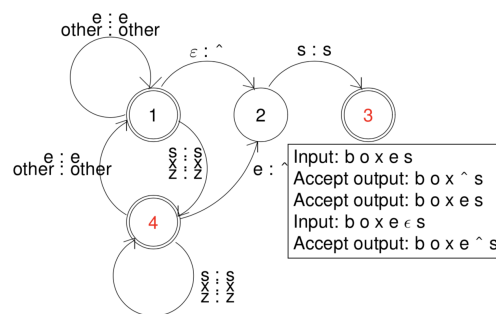 e : e
other : other
ε : ˆ
s : s
1
2
3
s : s
x : x
z : z
e : e
other : other
e : ˆ
4
Input: b o x e s
Accept output: b o x ˆ s
Accept output: b o x e s
Input: b o x e ϵ s
Accept output: b o x e ˆ s
s : s
x : x
z : z